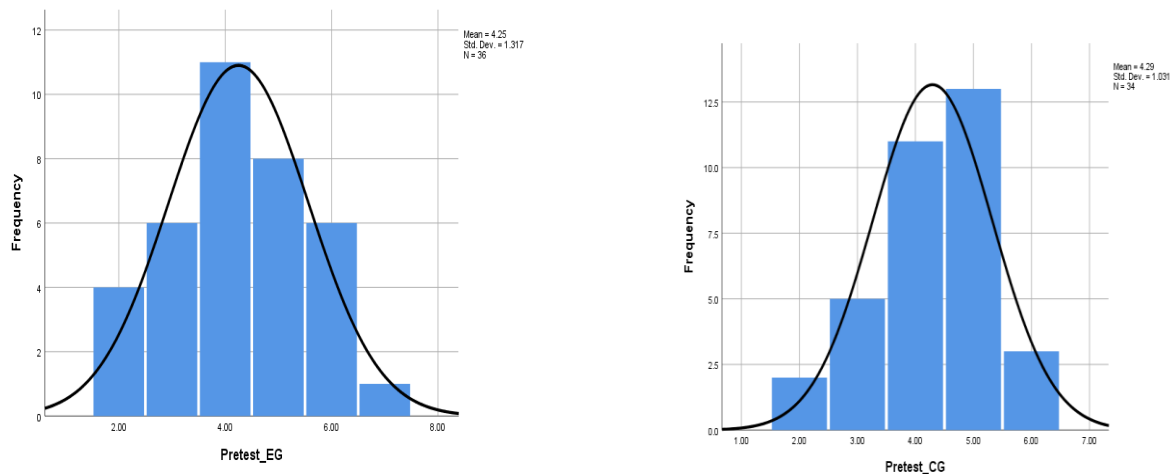 Mean = 4.25
Std. Dev. = 1.317
N = 36
12
10
8
6
4
2
0
Frequency
2.00 4.00 6.00 8.00
Pretest_EG
Mean = 4.29
Std. Dev. = 1.031
N = 34
12.5
10.0
7.5
5.0
2.5
0.0
Frequency
1.00 2.00 3.00 4.00 5.00 6.00 7.00
Pretest_CG